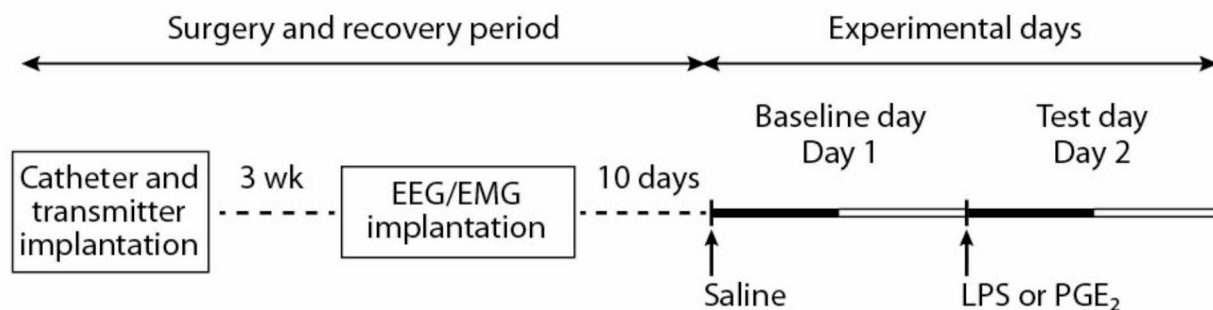 Surgery and recovery period
Experimental days
Baseline day
Day 1
Test day
Day 2
Catheter and
transmitter
implantation
3 wk
EEG/EMG
implantation
10 days
Saline
LPS or PGE₂